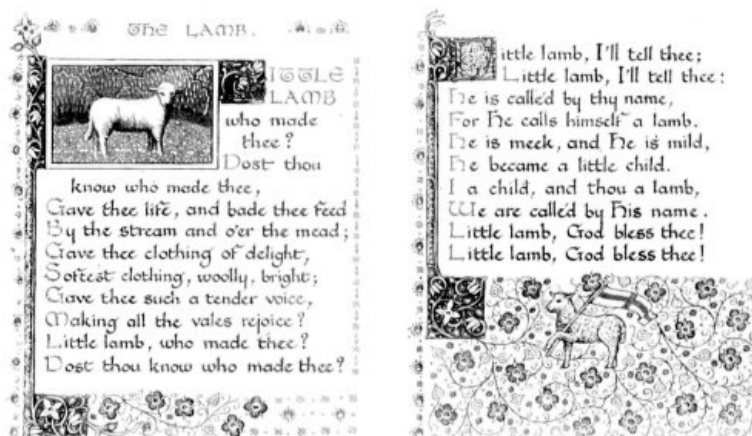 THE LAMB.
LITTLE
LAMB
who made
thee?
Dost thou
know who made thee,
Gave thee life, and bade thee feed
By the stream and o'er the mead;
Gave thee clothing of delight,
Softest clothing, woolly, bright;
Gave thee such a tender voice,
Making all the vales rejoice?
Little lamb, who made thee?
Dost thou know who made thee?
Little lamb, I'll tell thee;
Little lamb, I'll tell thee:
He is called by thy name,
For He calls himself a lamb.
He is meek, and He is mild,
He became a little child.
I a child, and thou a lamb,
We are called by His name.
Little lamb, God bless thee!
Little lamb, God bless thee!